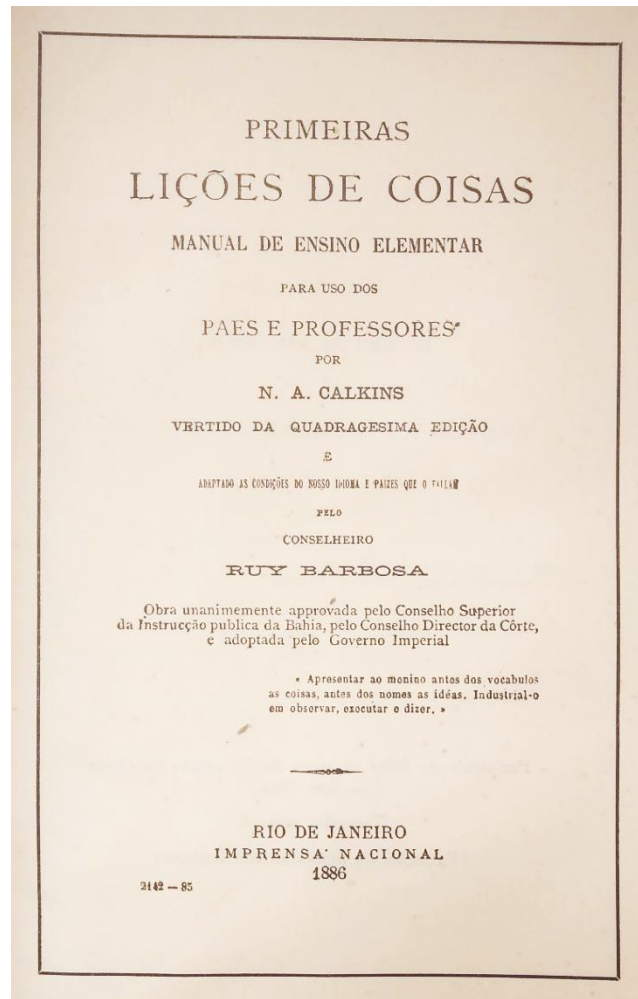 PRIMEIRAS
LIÇÕES DE COISAS
MANUAL DE ENSINO ELEMENTAR
PARA USO DOS
PAES E PROFESSORES
POR
N. A. CALKINS
VERTIDO DA QUADRAGESIMA EDIÇÃO
E
ADAPTADO AS CONDIÇÕES DO NOSSO IDIOMA E PAIZES QUE O FALLAM
PELO
CONSELHEIRO
RUY BARBOSA
Obra unanimemente approvada pelo Conselho Superior
da Instrucção publica da Bahia, pelo Conselho Director da Côrte,
e adoptada pelo Governo Imperial
« Apresentar ao menino antes dos vocabulos
as coisas, antes dos nomes as idéas. Industrial-o
em observar, executar e dizer. »
RIO DE JANEIRO
IMPRENSA NACIONAL
1886
2142 — 85